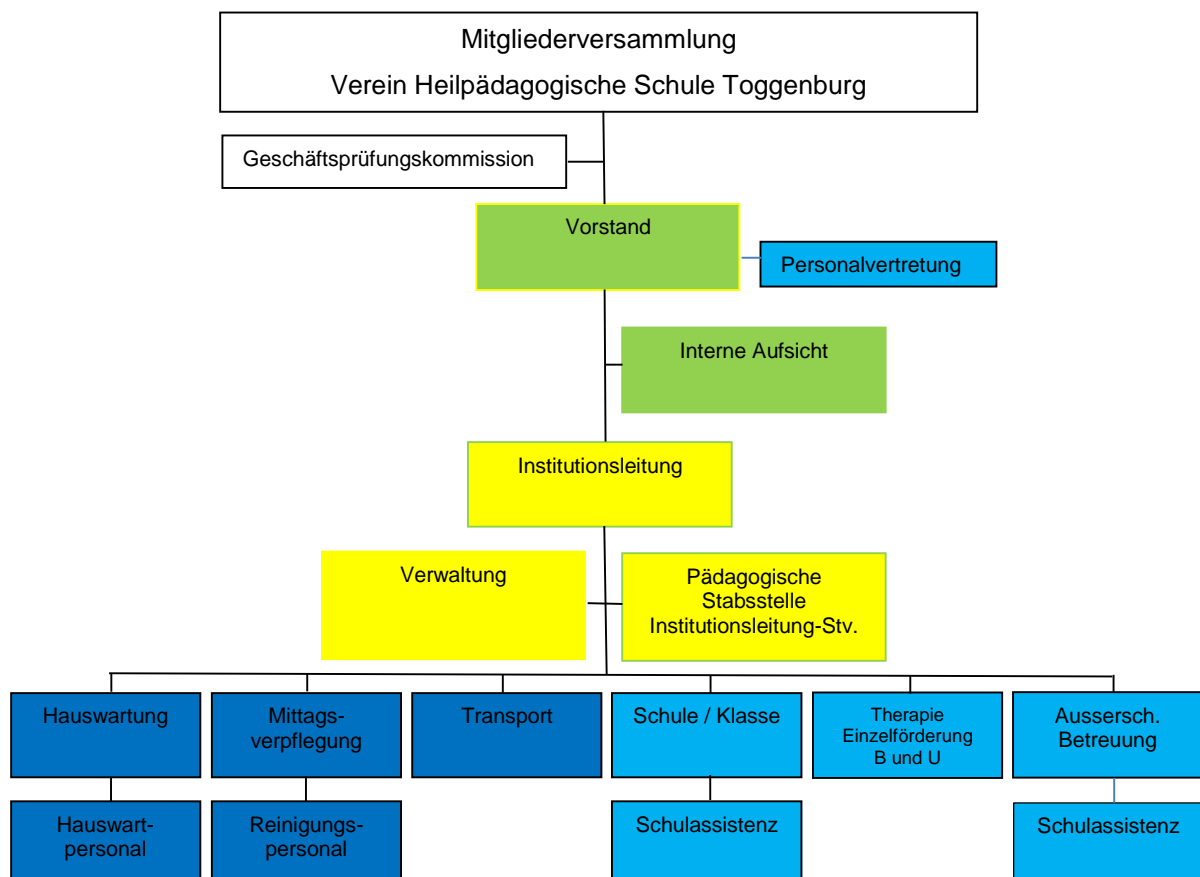 Mitgliederversammlung
Verein Heilpädagogische Schule Toggenburg
Geschäftsprüfungskommission
Vorstand
Personalvertretung
Interne Aufsicht
Institutionsleitung
Verwaltung
Pädagogische
Stabsstelle
Institutionsleitung-Stv.
Hauswartung
Mittags-
verpflegung
Transport
Schule / Klasse
Therapie
Einzelförderung
B und U
Aussersch.
Betreuung
Hauswart-
personal
Reinigungs-
personal
Schulassistenz
Schulassistenz